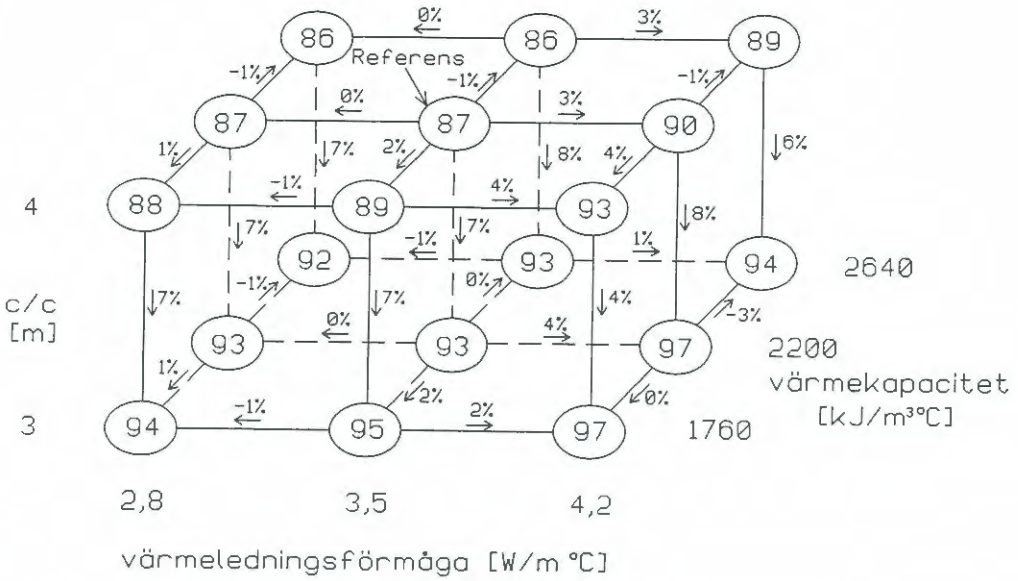 0% 3%
86 86 89
Referens
-1% -1% -1%
0% 3%
87 87 90
1% 7% 2% 8% 4% 6%
-1% 4%
4 88 89 93
7% 7% 8%
-1% 1%
92 93 94 2640
c/c
[m]
7% -1% 7% 0% 4% -3%
0% 4%
93 93 97 2200
värmekapacitet
[kJ/m³°C]
1% 2% 0%
-1% 2%
3 94 95 97 1760
2,8 3,5 4,2
värmeledningsförmåga [W/m °C]